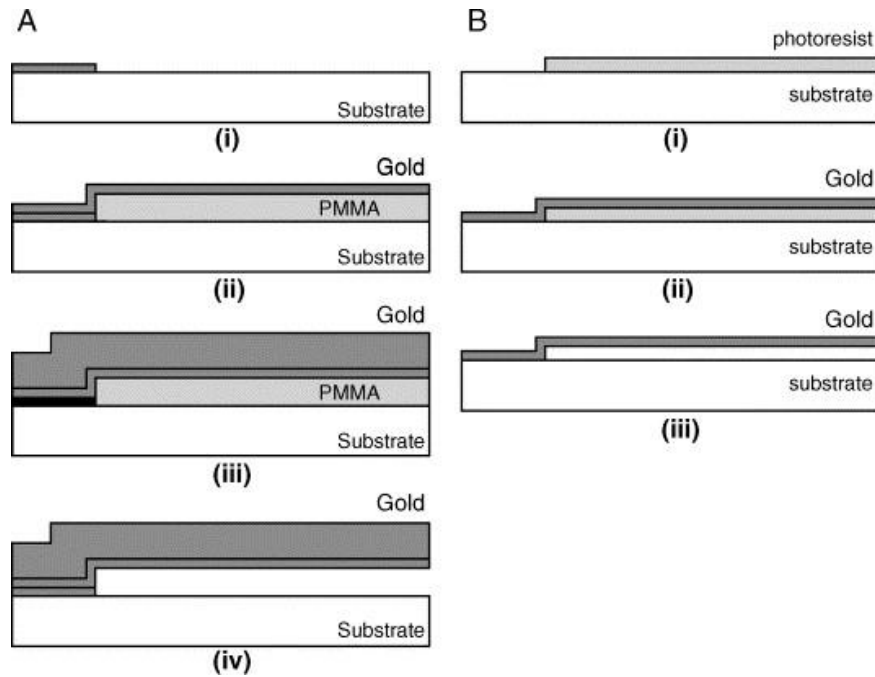 A
Substrate
(i)
Gold
PMMA
Substrate
(ii)
Gold
PMMA
Substrate
(iii)
Gold
Substrate
(iv)
B
photoresist
substrate
(i)
Gold
substrate
(ii)
Gold
substrate
(iii)